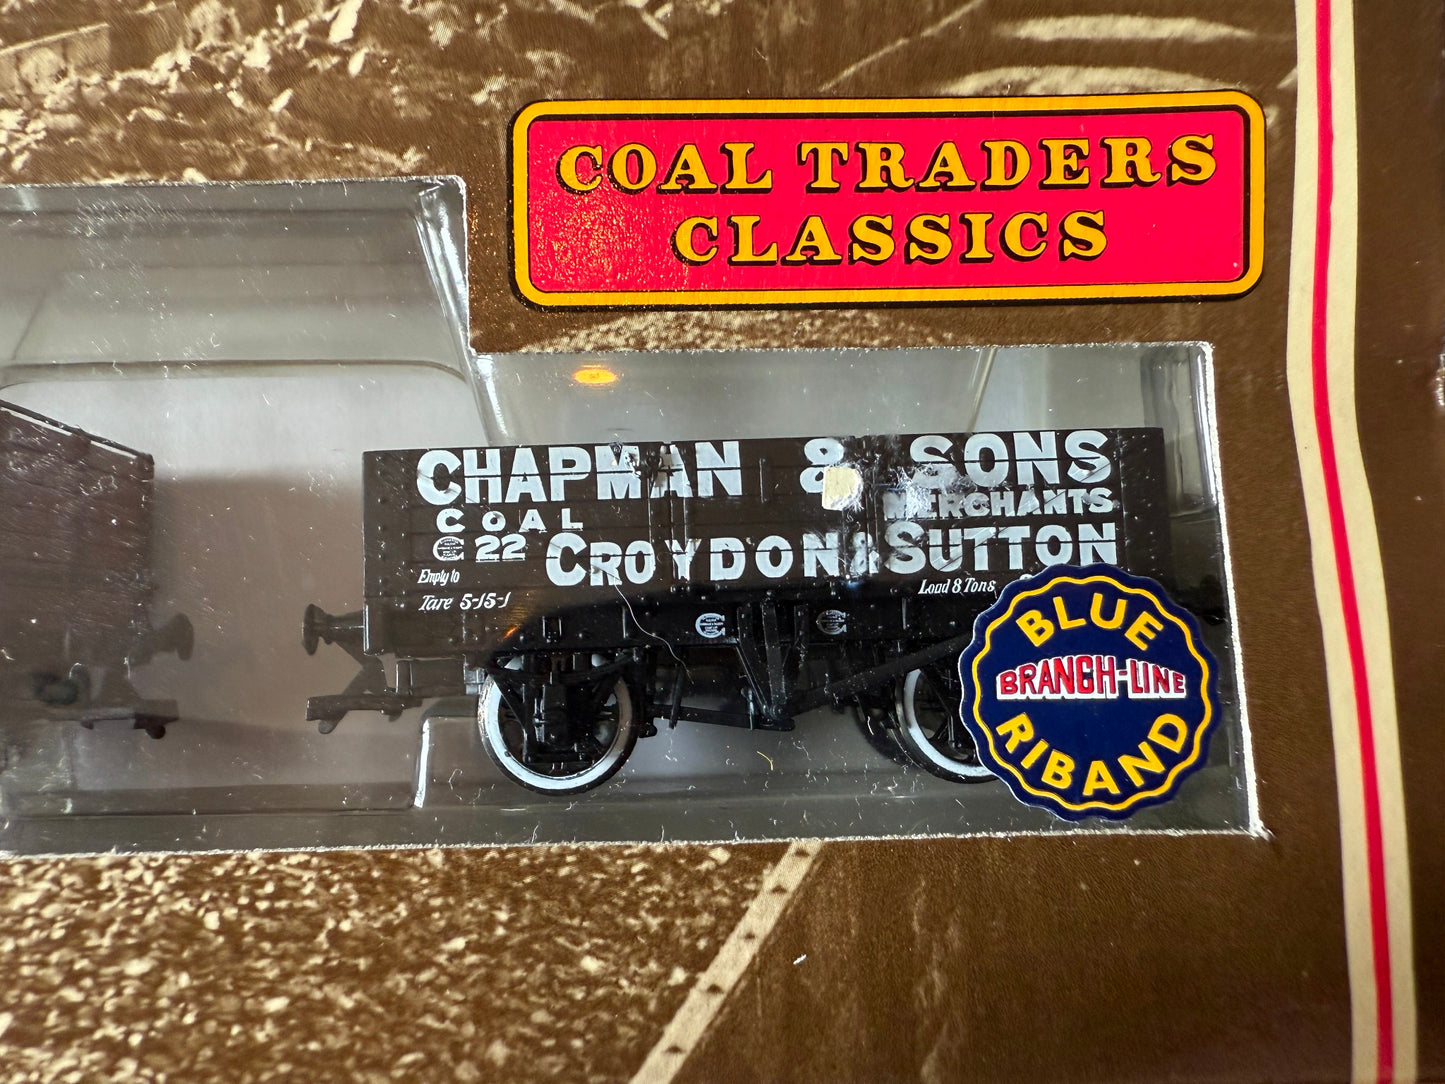 COAL TRADERS
CLASSICS
CHAPMAN & SONS
COAL MERCHANTS
22 CROYDON & SUTTON
Empty to
Tare 5-15-1
Load 8 Tons
BLUE
BRANCH-LINE
RIBAND